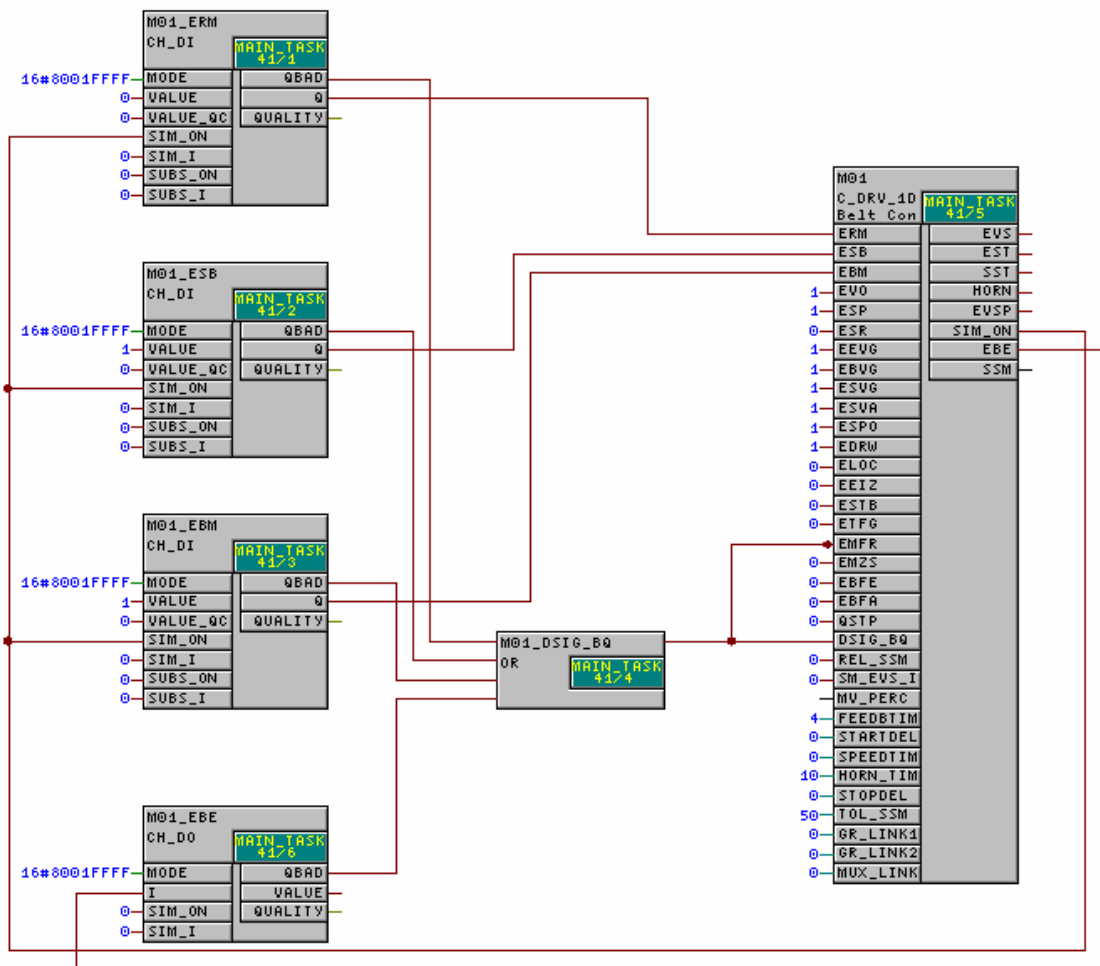 M01_ERM
CH_DI
MAIN_TASK
41/1
16#8001FFFF MODE QBAD
0 VALUE Q
0 VALUE_QC QUALITY
SIM_ON
0 SIM_I
0 SUBS_ON
0 SUBS_I
M01_ESB
CH_DI
MAIN_TASK
41/2
16#8001FFFF MODE QBAD
1 VALUE Q
0 VALUE_QC QUALITY
SIM_ON
0 SIM_I
0 SUBS_ON
0 SUBS_I
M01_EBM
CH_DI
MAIN_TASK
41/3
16#8001FFFF MODE QBAD
1 VALUE Q
0 VALUE_QC QUALITY
SIM_ON
0 SIM_I
0 SUBS_ON
0 SUBS_I
M01_EBE
CH_DO
MAIN_TASK
41/6
16#8001FFFF MODE QBAD
I VALUE
0 SIM_ON QUALITY
0 SIM_I
M01_DSIG_BQ
OR
MAIN_TASK
41/4
M01
C_DRV_1D
Belt Con
MAIN_TASK
41/5
ERM EVS
ESB EST
EBM SST
1 EVO HORN
1 ESP EVSP
0 ESR SIM_ON
1 EEVG EBE
1 EBVG SSM
1 ESVG
1 ESVA
1 ESPO
1 EDRW
0 ELOC
0 EEIZ
0 ESTB
0 ETFG
EMFR
0 EMZS
0 EBFE
0 EBFA
0 QSTP
DSIG_BQ
0 REL_SSM
0 SM_EVS_I
MV_PERC
4 FEEDBTIM
0 STARTDEL
0 SPEEDTIM
10 HORN_TIM
0 STOPDEL
50 TOL_SSM
0 GR_LINK1
0 GR_LINK2
0 MUX_LINK